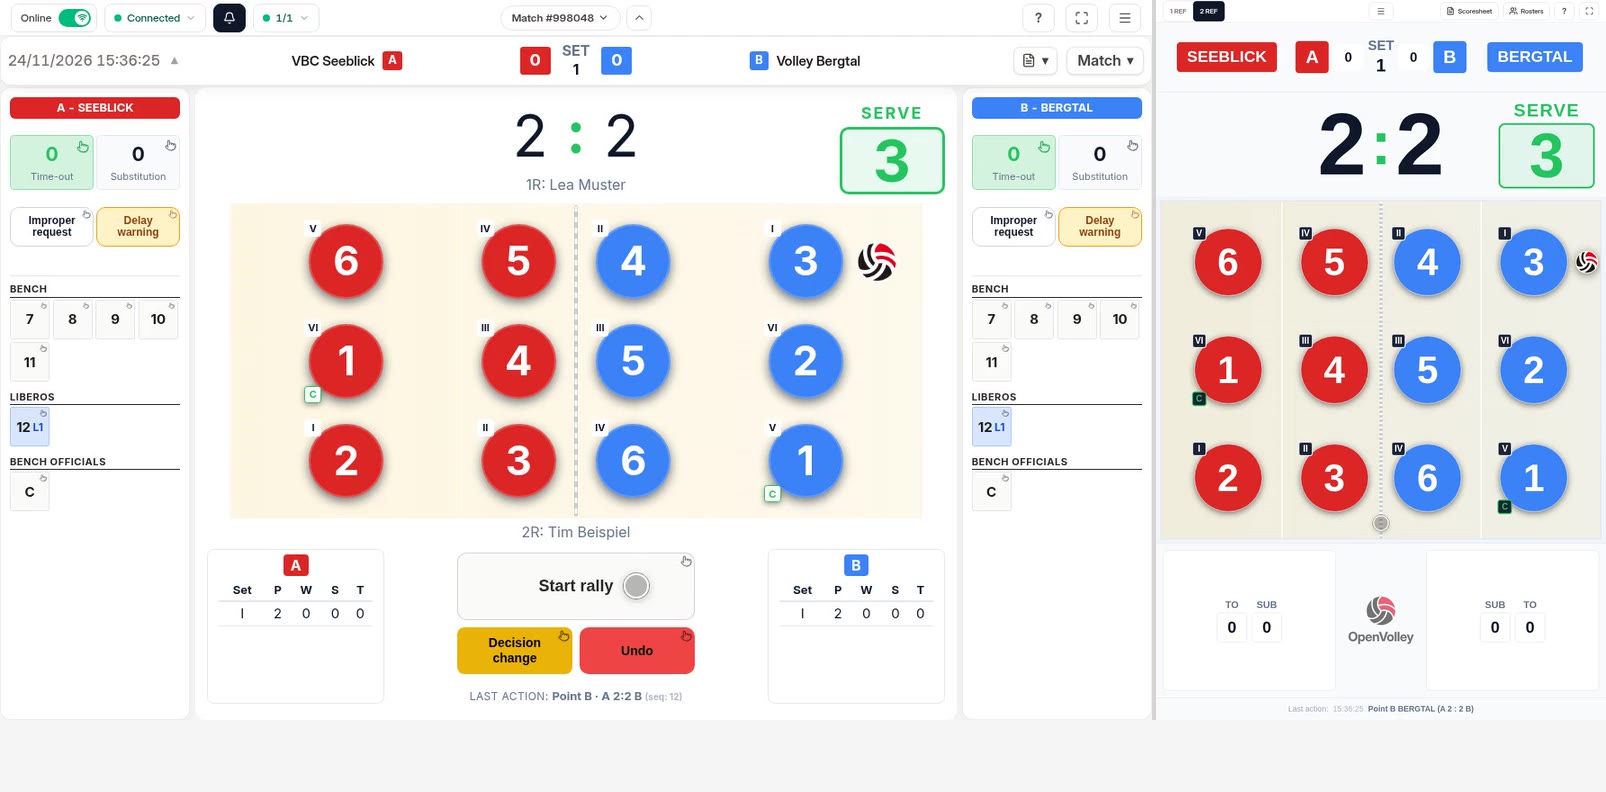 Online
Connected
1/1
Match #998048
?
24/11/2026 15:36:25 ▲
VBC Seeblick A
0 SET 1 0
B Volley Bergtal
▾
Match ▾
A - SEEBLICK
0 Time-out
0 Substitution
Improper request
Delay warning
BENCH
7 8 9 10
11
LIBEROS
12 L1
BENCH OFFICIALS
C
2 : 2
SERVE
3
1R: Lea Muster
V 6 IV 5 II 4 I 3
VI 1 C III 4 III 5 VI 2
I 2 II 3 IV 6 V 1 C
2R: Tim Beispiel
A
Set P W S T
I 2 0 0 0
Start rally
Decision change
Undo
LAST ACTION: Point B · A 2:2 B (seq: 12)
B
Set P W S T
I 2 0 0 0
B - BERGTAL
0 Time-out
0 Substitution
Improper request
Delay warning
BENCH
7 8 9 10
11
LIBEROS
12 L1
BENCH OFFICIALS
C
1 REF 2 REF
Scoresheet
Rosters
?
SEEBLICK A 0 SET 1 0 B BERGTAL
2:2
SERVE
3
V 6 IV 5 II 4 I 3
VI 1 C III 4 III 5 VI 2
I 2 II 3 IV 6 V 1 C
TO SUB
0 0
OpenVolley
SUB TO
0 0
Last action: 15:36:25 Point B BERGTAL (A 2 : 2 B)